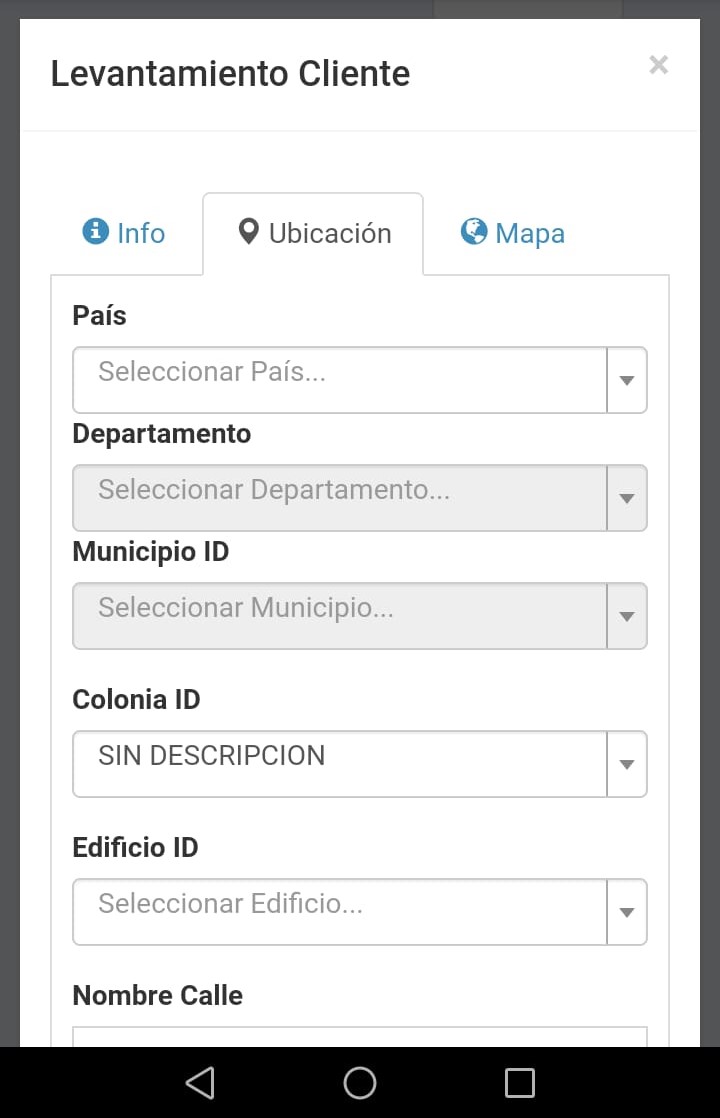 Levantamiento Cliente
×
Info
Ubicación
Mapa
País
Seleccionar País...
Departamento
Seleccionar Departamento...
Municipio ID
Seleccionar Municipio...
Colonia ID
SIN DESCRIPCION
Edificio ID
Seleccionar Edificio...
Nombre Calle